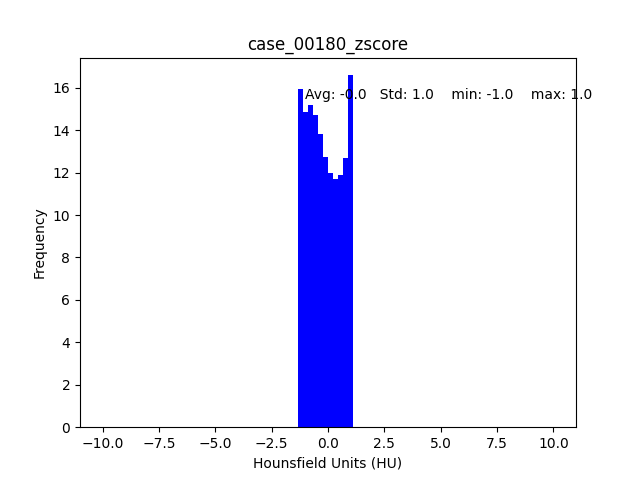 case_00180_zscore
Avg: -0.0 Std: 1.0 min: -1.0 max: 1.0
16
14
12
10
8
6
4
2
0
Frequency
−10.0 −7.5 −5.0 −2.5 0.0 2.5 5.0 7.5 10.0
Hounsfield Units (HU)